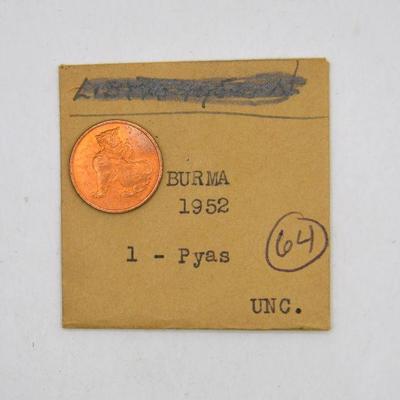 BURMA
1952
1 - Pyas
64
UNC.